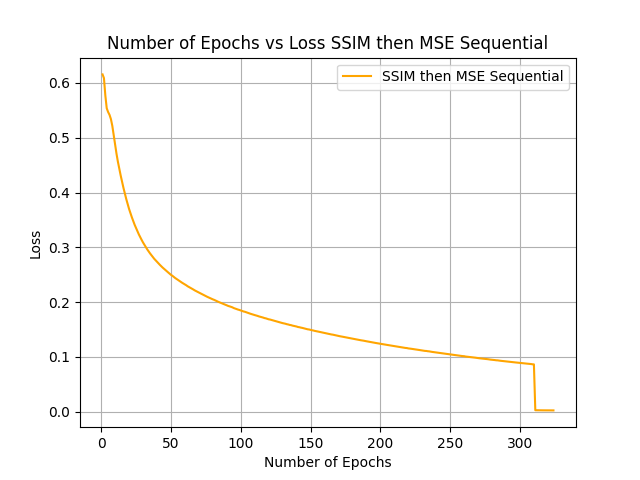 Number of Epochs vs Loss SSIM then MSE Sequential
SSIM then MSE Sequential
0.6
0.5
0.4
0.3
0.2
0.1
0.0
Loss
0 50 100 150 200 250 300
Number of Epochs